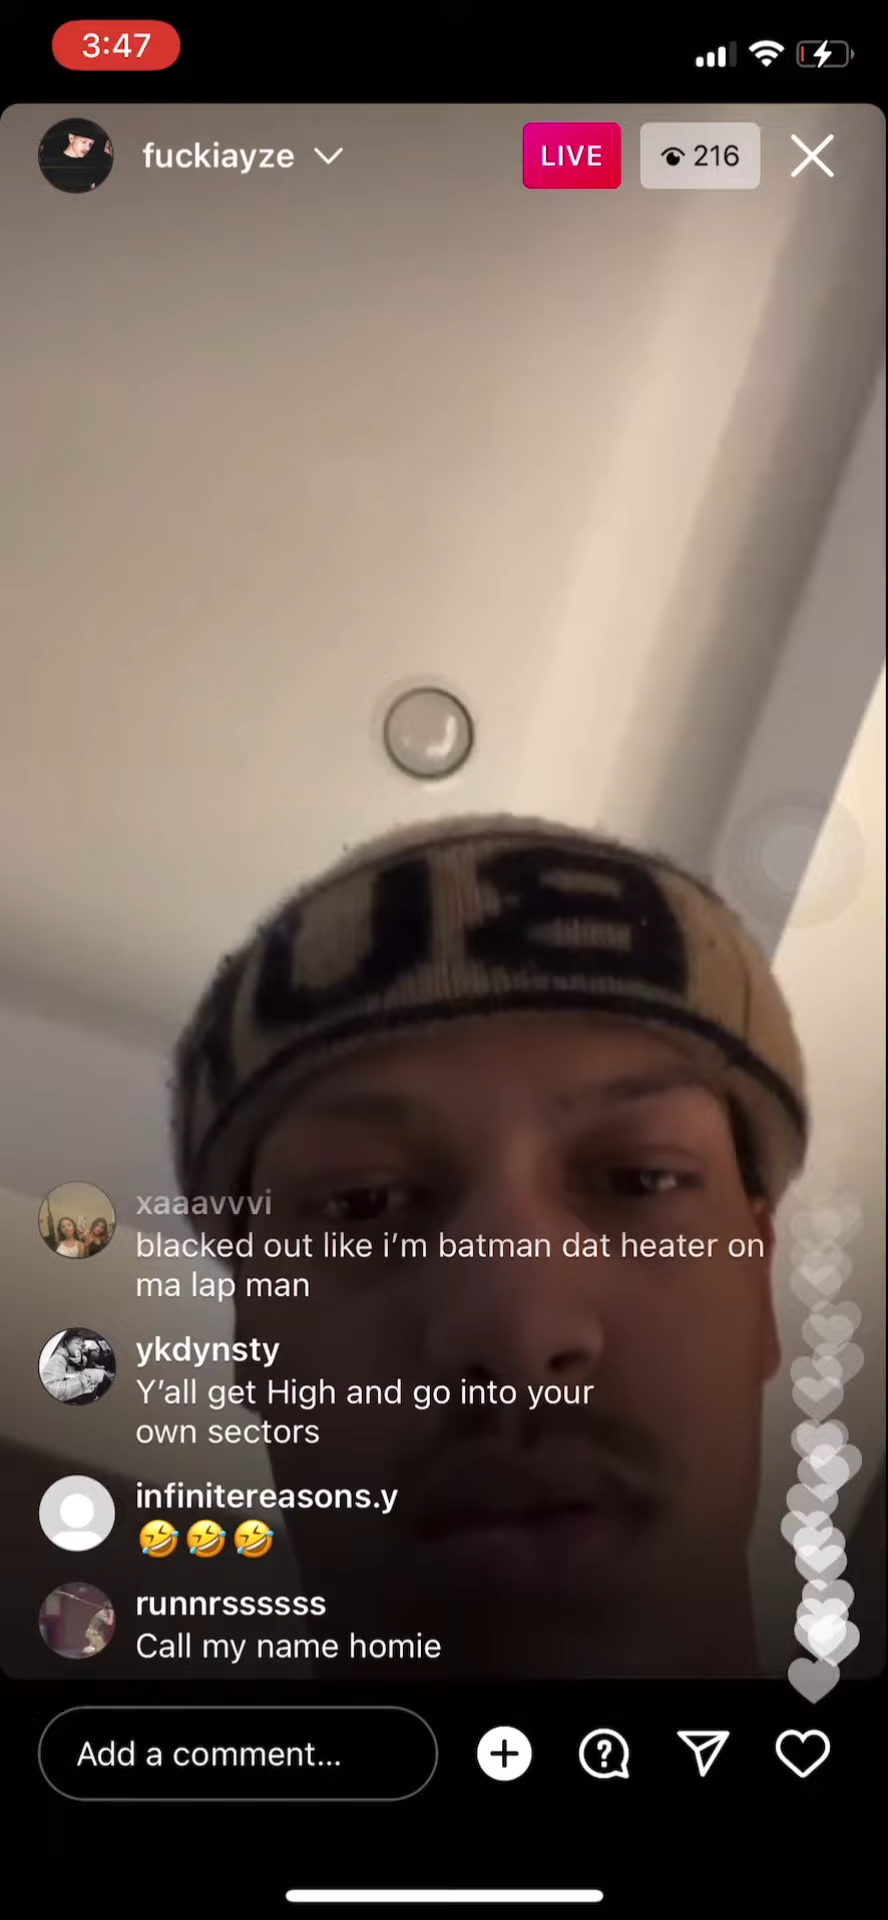 3:47
fuckiayze
LIVE
216
xaaavvvi
blacked out like i'm batman dat heater on
ma lap man
ykdynsty
Y'all get High and go into your
own sectors
infinitereasons.y
🤣🤣🤣
runnrssssss
Call my name homie
Add a comment...